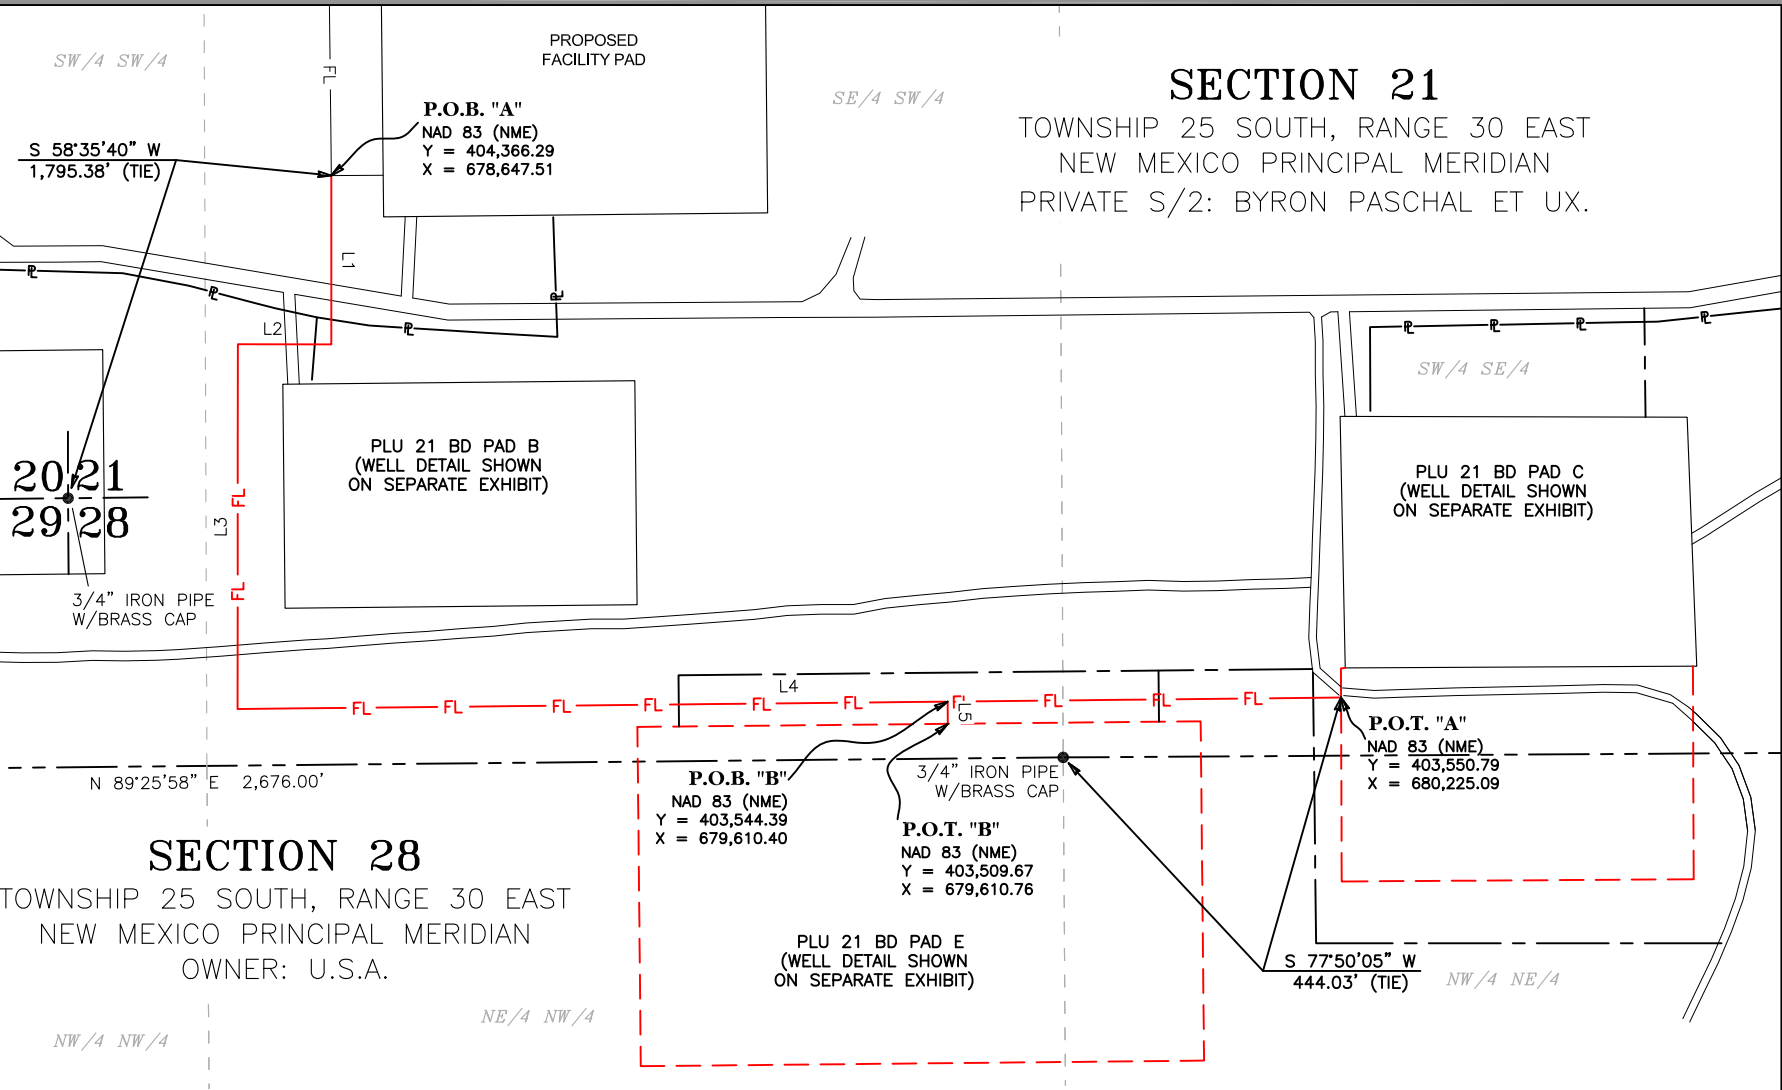 SW/4 SW/4
PROPOSED
FACILITY PAD
FL
P.O.B. "A"
NAD 83 (NME)
Y = 404,366.29
X = 678,647.51
SE/4 SW/4
SECTION 21
TOWNSHIP 25 SOUTH, RANGE 30 EAST
NEW MEXICO PRINCIPAL MERIDIAN
PRIVATE S/2: BYRON PASCHAL ET UX.
S 58°35'40" W
1,795.38' (TIE)
L1
PL
PL
PL
PL
L2
PL
PL
PL
PL
SW/4 SE/4
PLU 21 BD PAD B
(WELL DETAIL SHOWN
ON SEPARATE EXHIBIT)
PLU 21 BD PAD C
(WELL DETAIL SHOWN
ON SEPARATE EXHIBIT)
20 21
29 28
FL
L3
FL
3/4" IRON PIPE
W/BRASS CAP
L4
FL FL FL FL FL FL FL FL FL FL
L5
P.O.T. "A"
NAD 83 (NME)
Y = 403,550.79
X = 680,225.09
N 89°25'58" E 2,676.00'
P.O.B. "B"
NAD 83 (NME)
Y = 403,544.39
X = 679,610.40
3/4" IRON PIPE
W/BRASS CAP
P.O.T. "B"
NAD 83 (NME)
Y = 403,509.67
X = 679,610.76
SECTION 28
TOWNSHIP 25 SOUTH, RANGE 30 EAST
NEW MEXICO PRINCIPAL MERIDIAN
OWNER: U.S.A.
PLU 21 BD PAD E
(WELL DETAIL SHOWN
ON SEPARATE EXHIBIT)
S 77°50'05" W
444.03' (TIE)
NW/4 NE/4
NE/4 NW/4
NW/4 NW/4